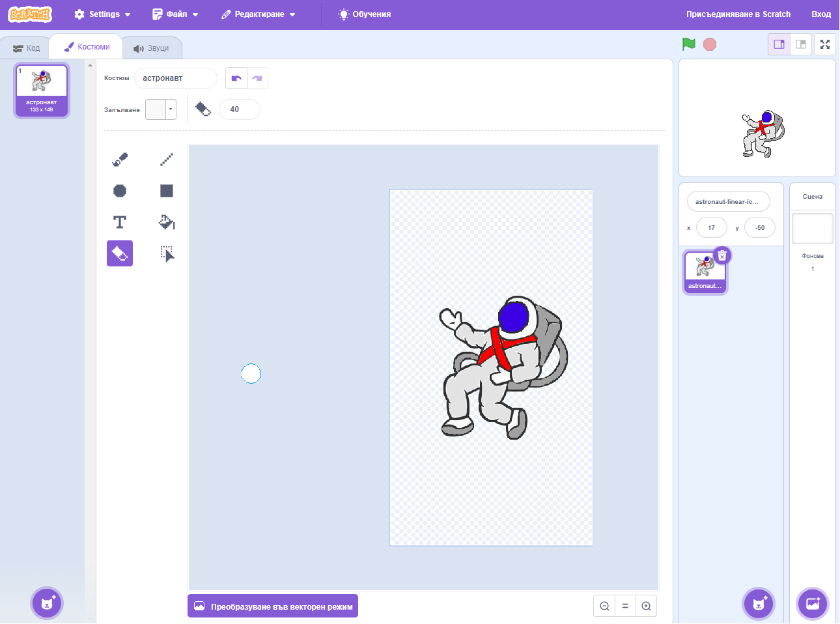 SCRATCH
Settings
Файл
Редактиране
Обучения
Присъединяване в Scratch
Вход
Код
Костюми
Звуци
1
астронавт
133 x 149
Костюм
астронавт
Запълване
40
T
Преобразуване във векторен режим
astronaut-linear-ic...
x
17
y
-50
astronaut...
Сцена
Фонове
1